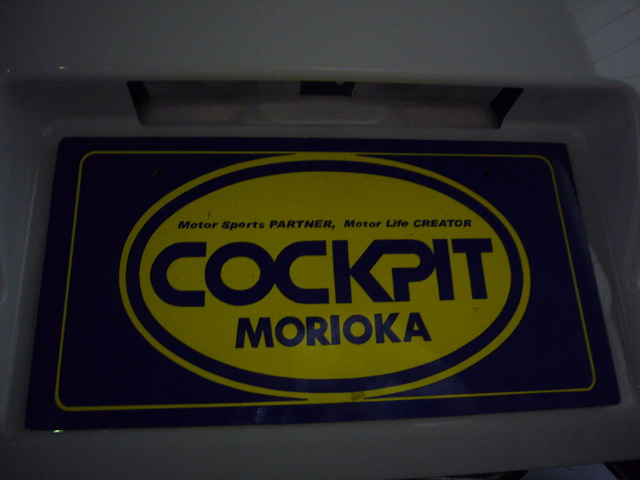 Motor Sports PARTNER, Motor Life CREATOR
COCKPIT
MORIOKA